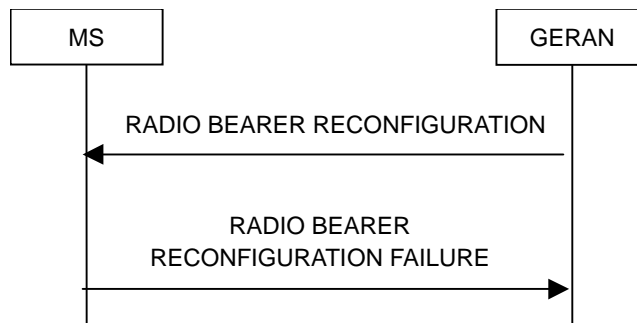 MS
GERAN
RADIO BEARER RECONFIGURATION
RADIO BEARER
RECONFIGURATION FAILURE